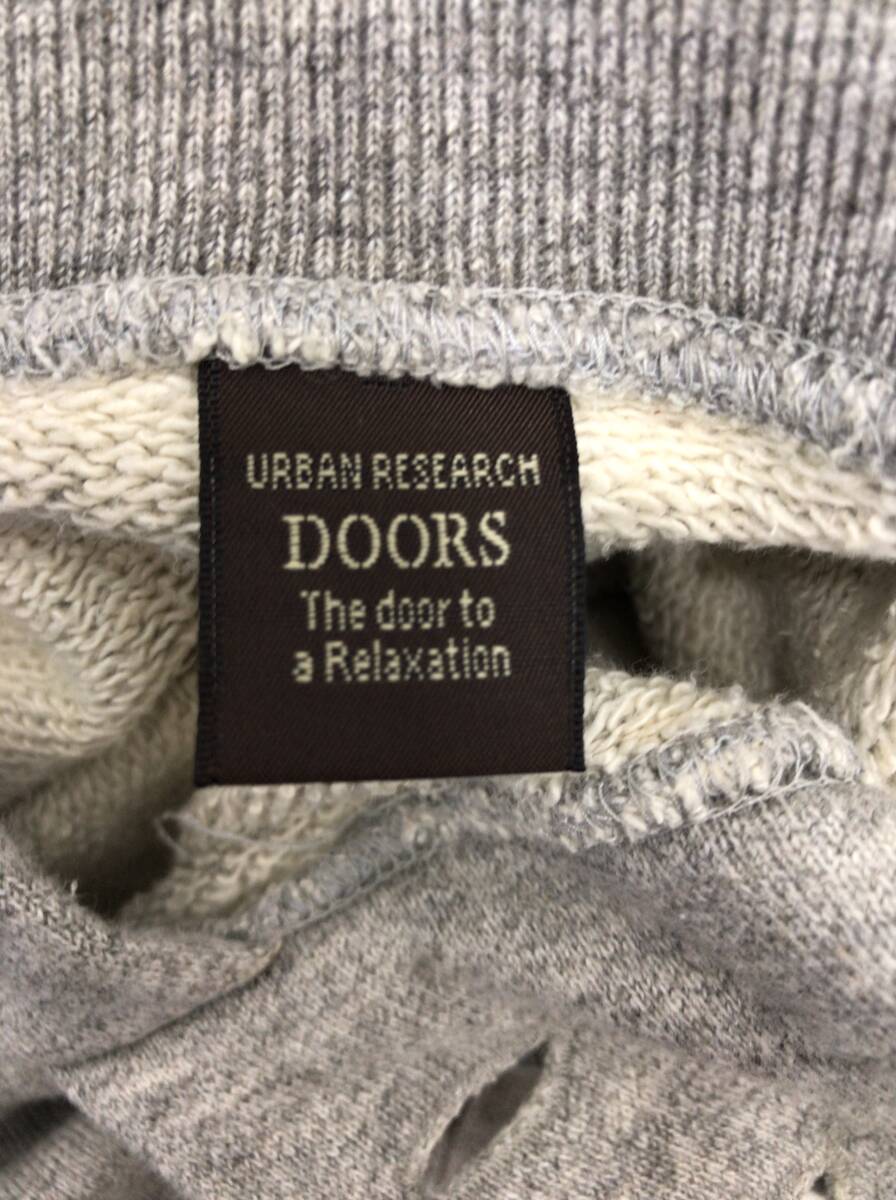 URBAN RESEARCH
DOORS
The door to
a Relaxation